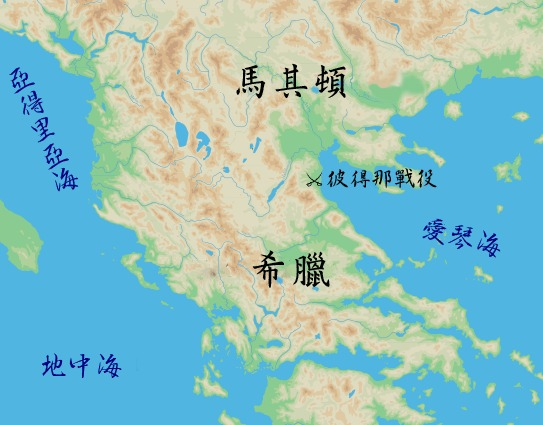 馬其頓
亞得里亞海
彼得那戰役
愛琴海
希臘
地中海